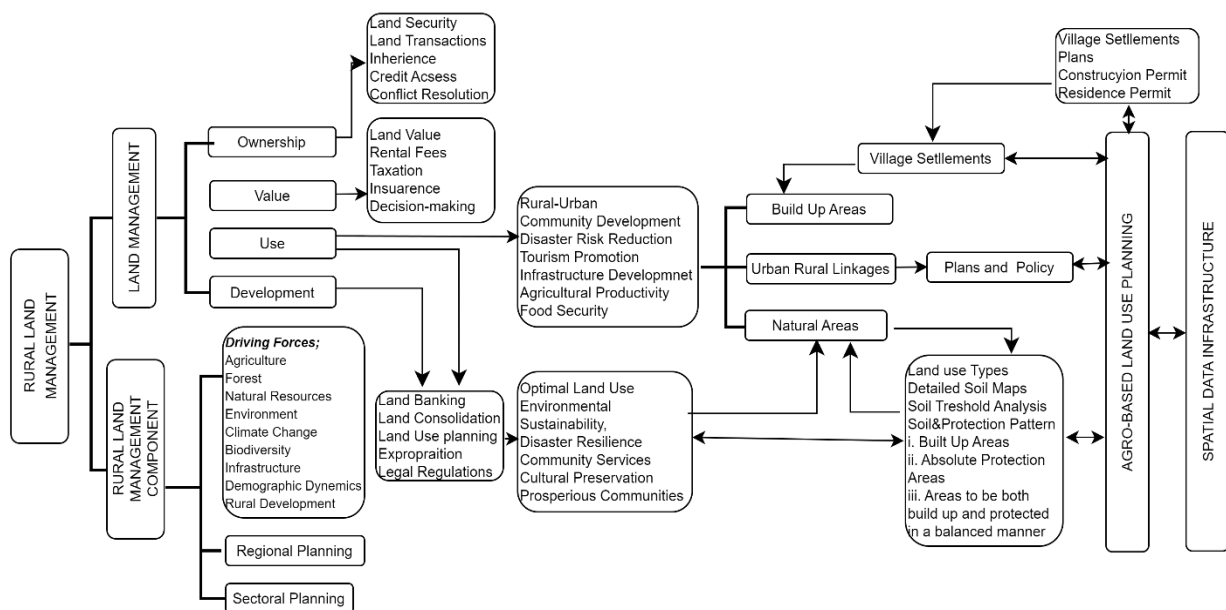 RURAL LAND
MANAGEMENT
LAND MANAGEMENT
RURAL LAND
MANAGEMENT
COMPONENT
Ownership
Value
Use
Development
Land Security
Land Transactions
Inherience
Credit Acsess
Conflict Resolution
Land Value
Rental Fees
Taxation
Insuarence
Decision-making
Driving Forces;
Agriculture
Forest
Natural Resources
Environment
Climate Change
Biodiversity
Infrastructure
Demographic Dynamics
Rural Development
Regional Planning
Sectoral Planning
Land Banking
Land Consolidation
Land Use planning
Expropraition
Legal Regulations
Rural-Urban
Community Development
Disaster Risk Reduction
Tourism Promotion
Infrastructure Developmnet
Agricultural Productivity
Food Security
Optimal Land Use
Environmental
Sustainability,
Disaster Resilience
Community Services
Cultural Preservation
Prosperious Communities
Build Up Areas
Urban Rural Linkages
Natural Areas
Village Setllements
Plans and Policy
Village Setllements
Plans
Construcyion Permit
Residence Permit
Land use Types
Detailed Soil Maps
Soil Treshold Analysis
Soil&Protection Pattern
i. Built Up Areas
ii. Absolute Protection
Areas
iii. Areas to be both
build up and protected
in a balanced manner
AGRO-BASED LAND USE PLANNING
SPATIAL DATA INFRASTRUCTURE